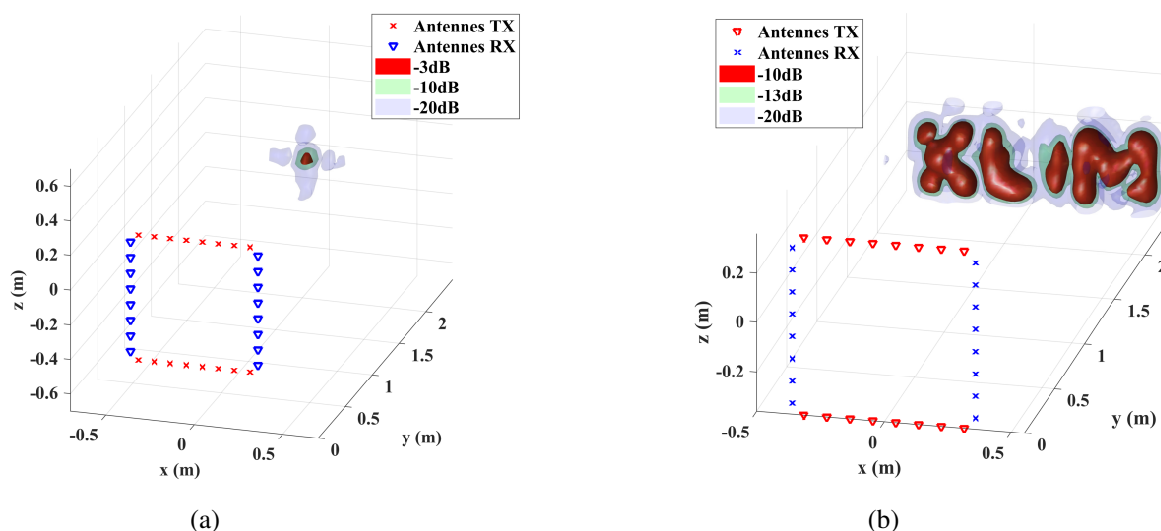 Antennes TX
Antennes RX
-3dB
-10dB
-20dB
0.6
0.4
0.2
0
-0.2
-0.4
-0.6
z (m)
-0.5
0
0.5
x (m)
0
0.5
1
1.5
2
y (m)
(a)
Antennes TX
Antennes RX
-10dB
-13dB
-20dB
XLIM
0.2
0
-0.2
z (m)
-0.5
0
0.5
x (m)
0
0.5
1
1.5
2
y (m)
(b)